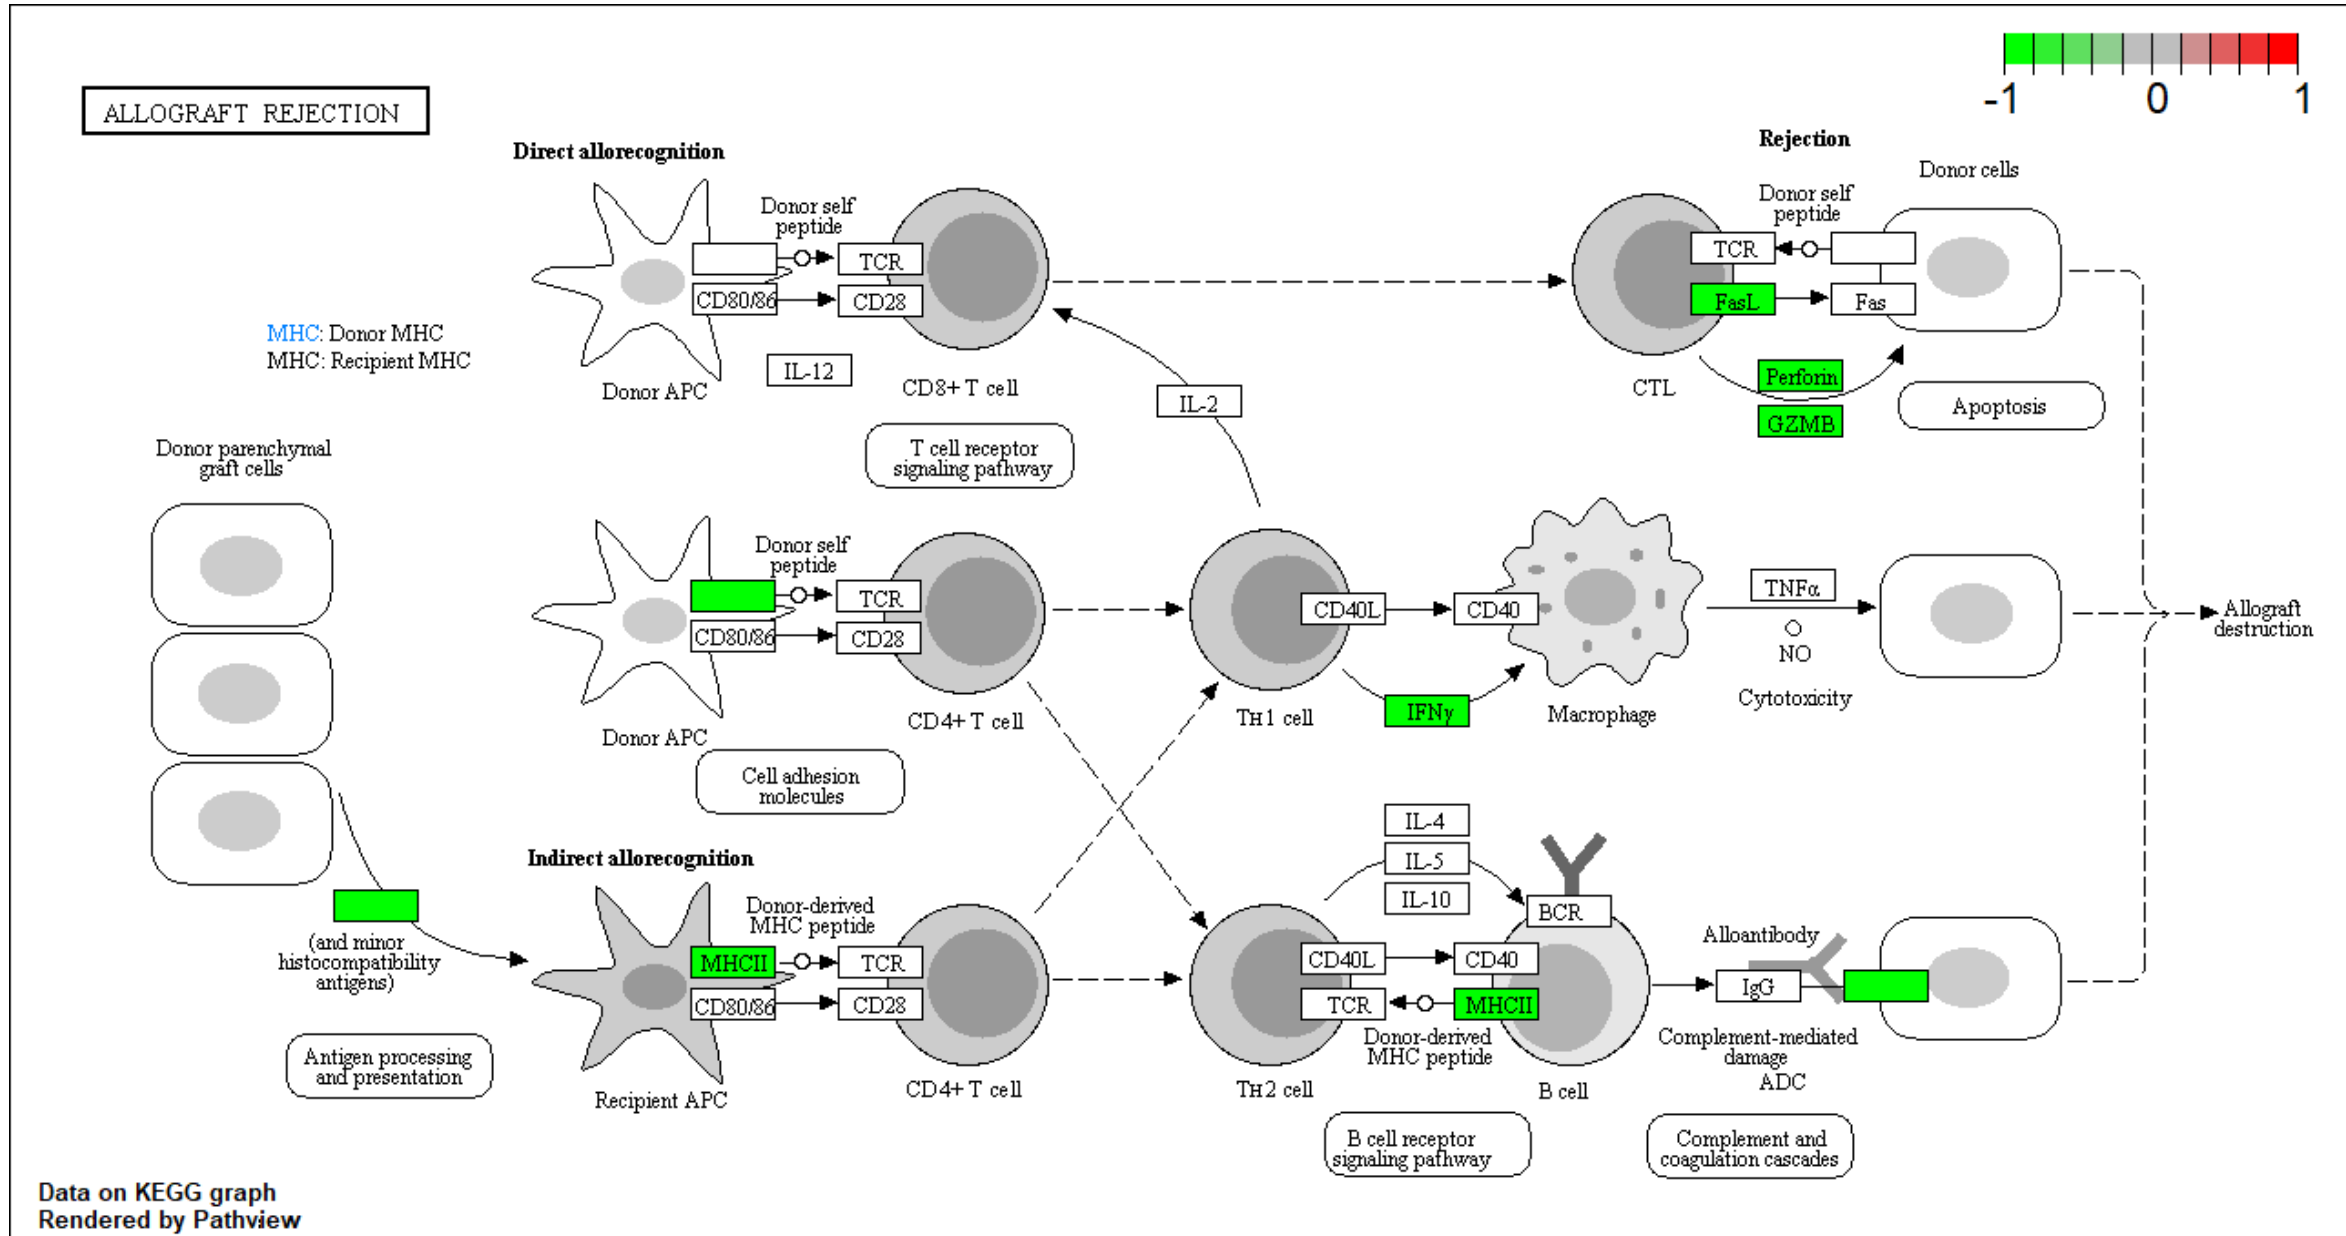 -1 0 1
ALLOGRAFT REJECTION
Direct allorecognition
Rejection
Donor cells
Donor self
peptide
Donor self
peptide
TCR
TCR
CD80/86
CD28
FasL
Fas
MHC: Donor MHC
MHC: Recipient MHC
IL-12
Donor APC
CD8+ T cell
IL-2
CTL
Perforin
GZMB
Apoptosis
T cell receptor
signaling pathway
Donor parenchymal
graft cells
Donor self
peptide
TCR
CD80/86
CD28
CD40L
CD40
TNFα
NO
Cytotoxicity
Allograft
destruction
Donor APC
CD4+ T cell
TH1 cell
IFNγ
Macrophage
Cell adhesion
molecules
IL-4
IL-5
IL-10
Indirect allorecognition
Donor-derived
MHC peptide
BCR
(and minor
histocompatibility
antigens)
MHCII
TCR
CD80/86
CD28
CD40L
CD40
TCR
MHCII
Donor-derived
MHC peptide
Alloantibody
IgG
Complement-mediated
damage
ADC
Antigen processing
and presentation
Recipient APC
CD4+ T cell
TH2 cell
B cell
B cell receptor
signaling pathway
Complement and
coagulation cascades
Data on KEGG graph
Rendered by Pathview